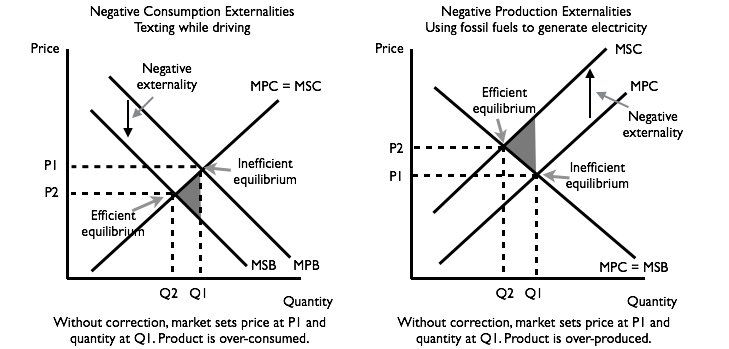 Negative Consumption Externalities
Texting while driving
Price
Negative
externality
MPC = MSC
P1
P2
Inefficient
equilibrium
Efficient
equilibrium
MSB
MPB
Q2
Q1
Quantity
Without correction, market sets price at P1 and
quantity at Q1. Product is over-consumed.
Negative Production Externalities
Using fossil fuels to generate electricity
Price
MSC
MPC
Efficient
equilibrium
Negative
externality
P2
P1
Inefficient
equilibrium
MPC = MSB
Q2
Q1
Quantity
Without correction, market sets price at P1 and
quantity at Q1. Product is over-produced.